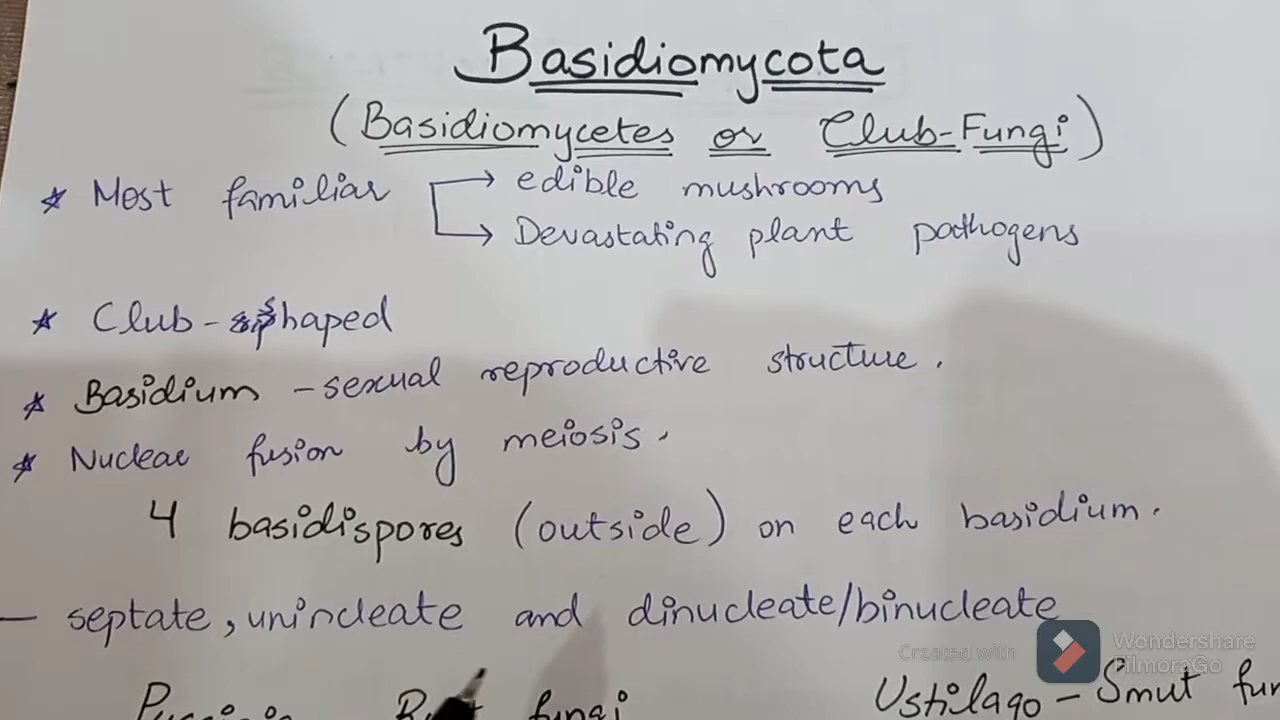 Basidiomycota
(Basidiomycetes or Club-Fungi)
* Most familiar → edible mushrooms
→ Devastating plant pathogens
* Club-shaped
* Basidium - sexual reproductive structure.
* Nuclear fusion by meiosis.
4 basidispores (outside) on each basidium.
- septate, unincleate and dinucleate/binucleate
Created with Wondershare FilmoraGo
fungi Ustilago - Smut